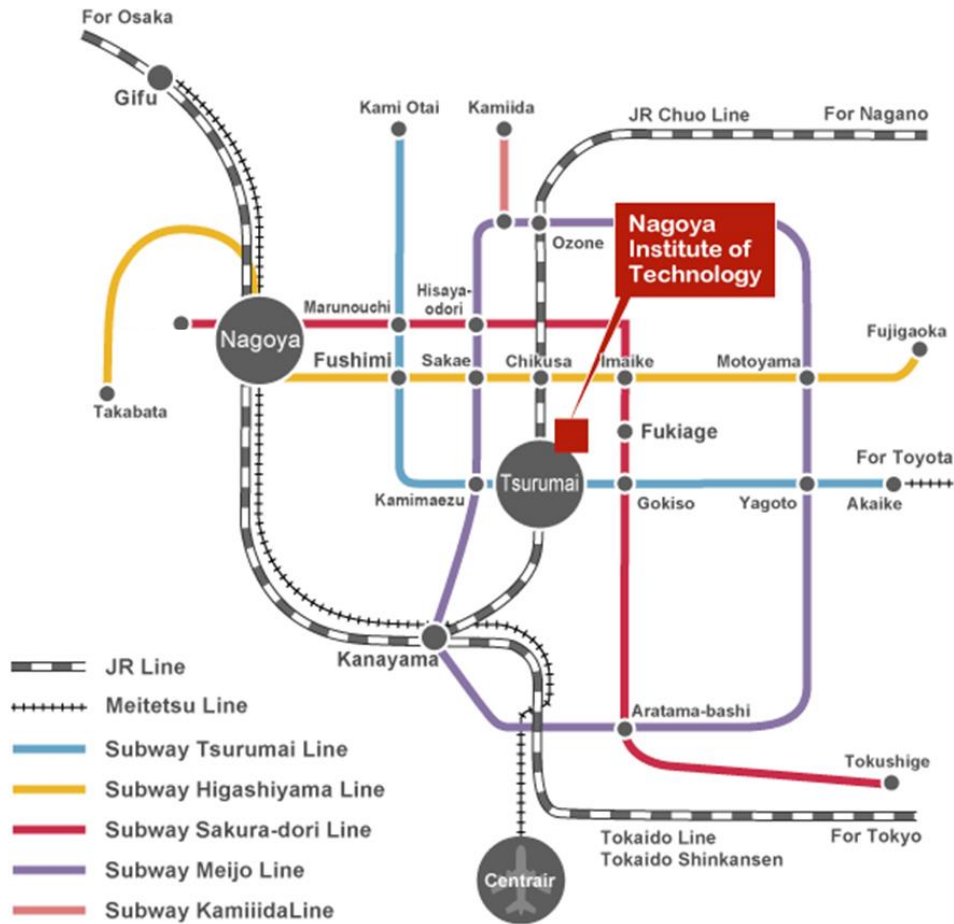 For Osaka
Gifu
Kami Otai
Kamiida
JR Chuo Line
For Nagano
Nagoya
Institute of
Technology
Ozone
Marunouchi
Hisaya-
odori
Nagoya
Fujigaoka
Fushimi
Sakae
Chikusa
Imaike
Motoyama
Takabata
Fukiage
For Toyota
Tsurumai
Kamimaezu
Gokiso
Yagoto
Akaike
Kanayama
JR Line
Meitetsu Line
Subway Tsurumai Line
Subway Higashiyama Line
Subway Sakura-dori Line
Subway Meijo Line
Subway KamiiidaLine
Aratama-bashi
Tokushige
Tokaido Line
Tokaido Shinkansen
For Tokyo
Centrair